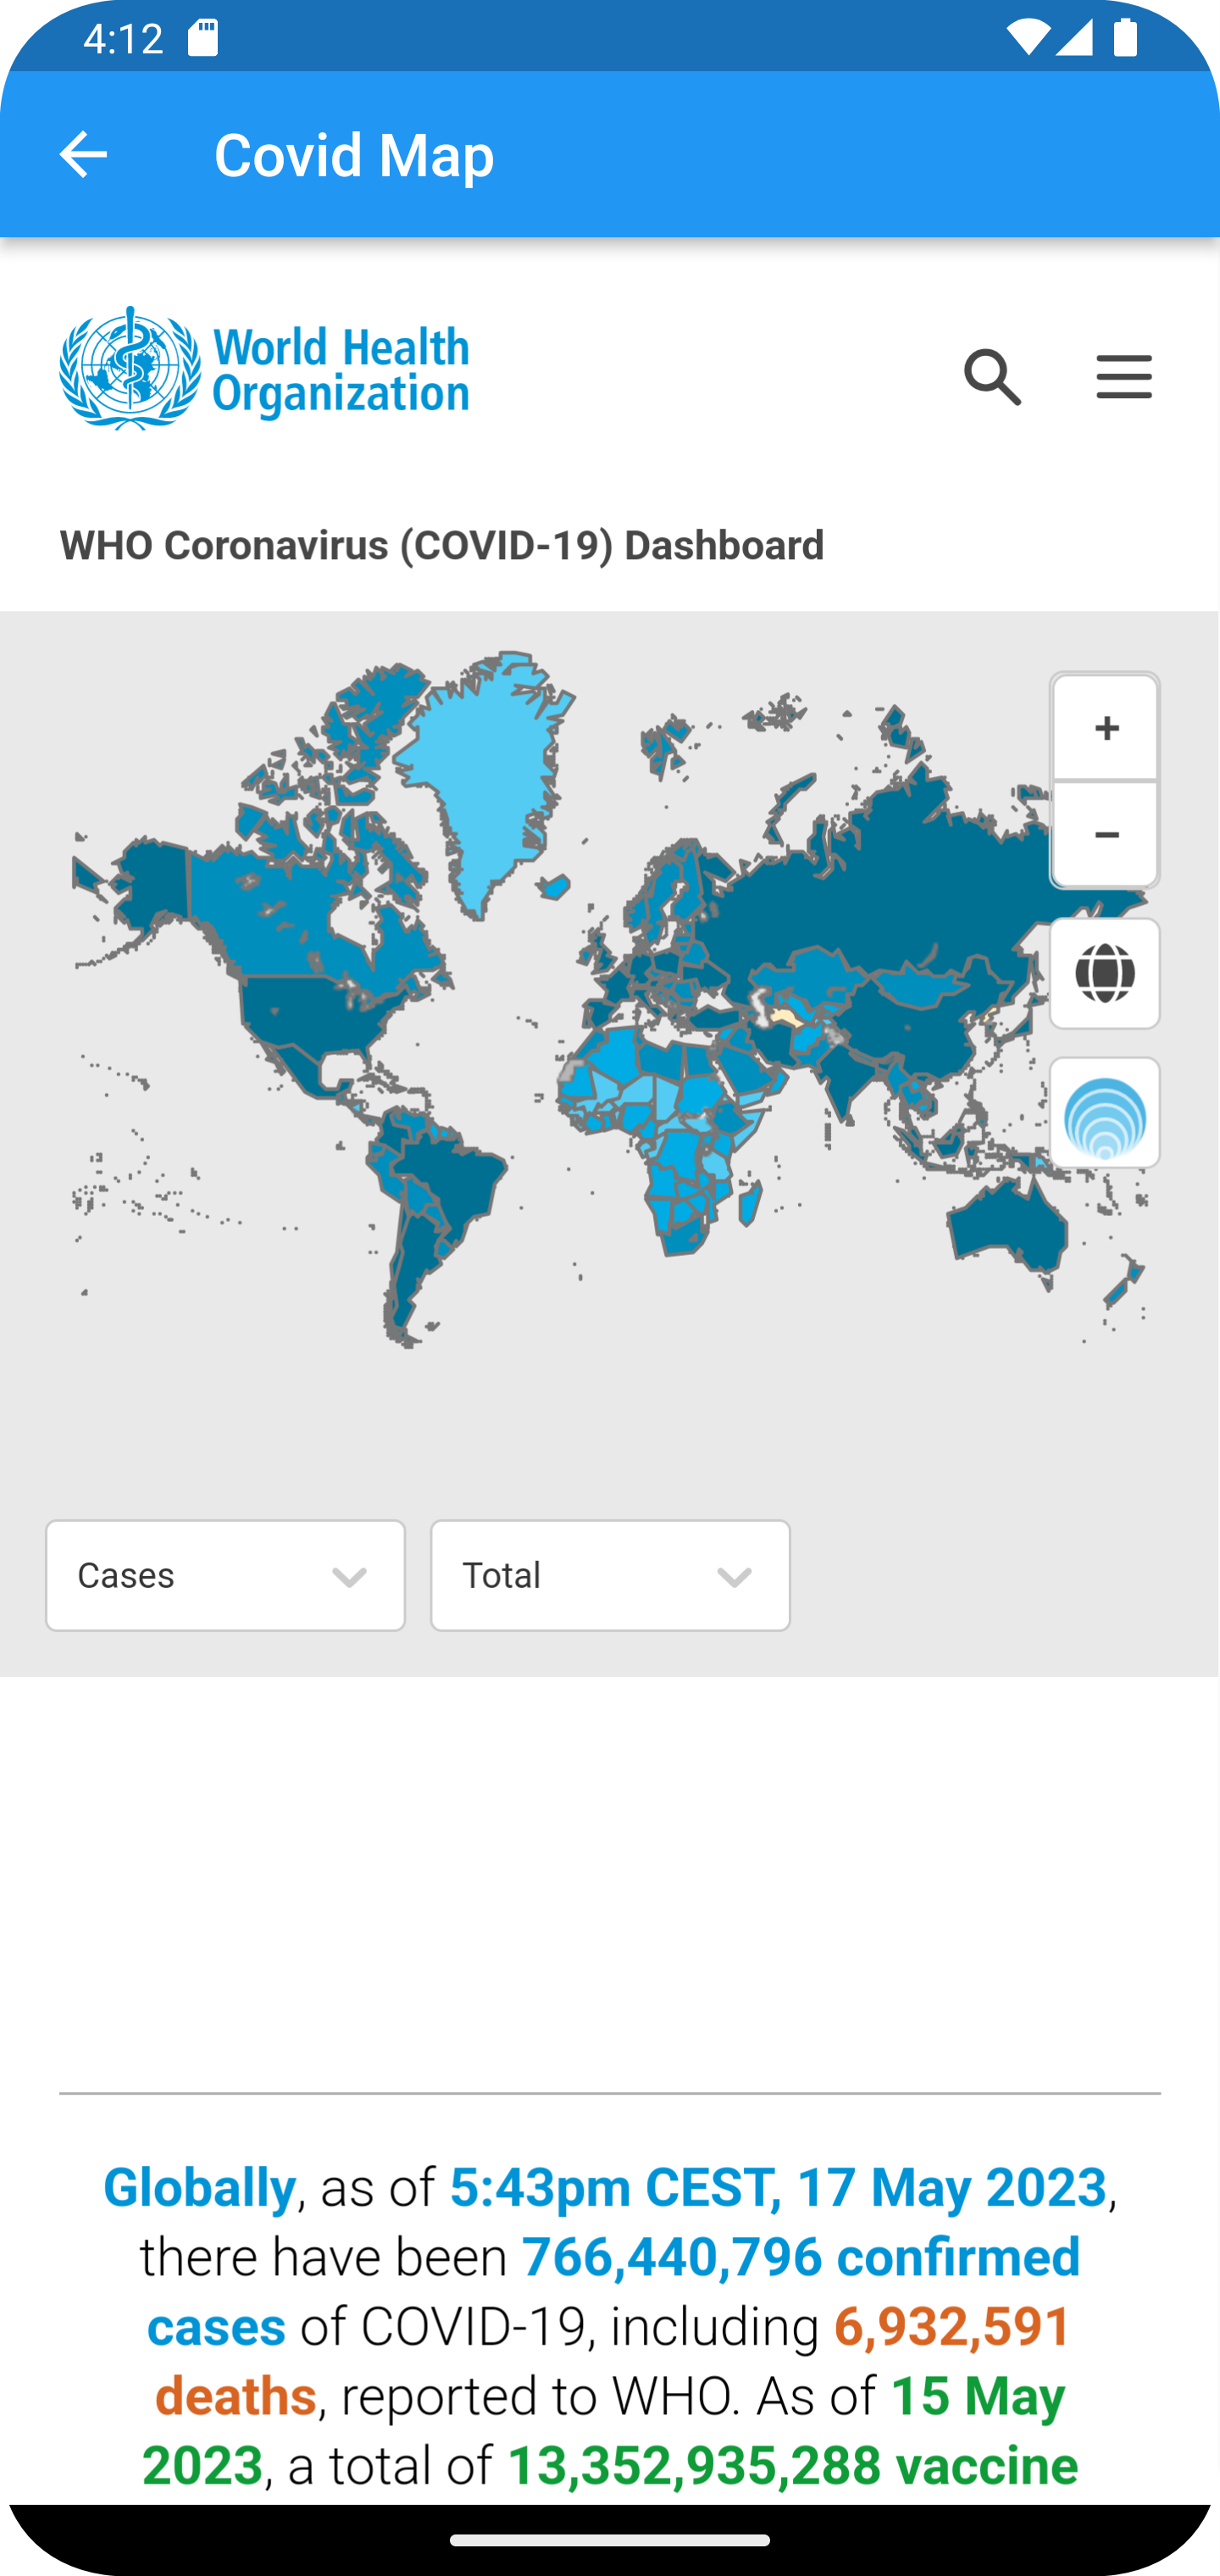 4:12
Covid Map
World Health
Organization
WHO Coronavirus (COVID-19) Dashboard
+
−
Cases
Total
Globally, as of 5:43pm CEST, 17 May 2023,
there have been 766,440,796 confirmed
cases of COVID-19, including 6,932,591
deaths, reported to WHO. As of 15 May
2023, a total of 13,352,935,288 vaccine